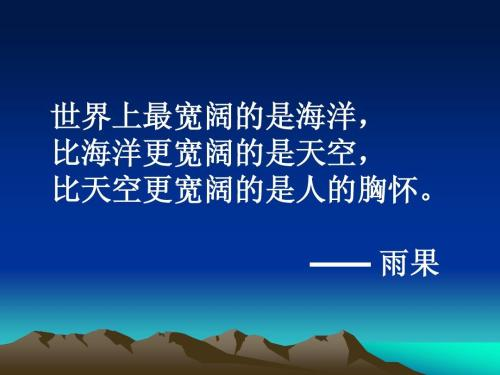 世界上最宽阔的是海洋，
比海洋更宽阔的是天空，
比天空更宽阔的是人的胸怀。
—— 雨果